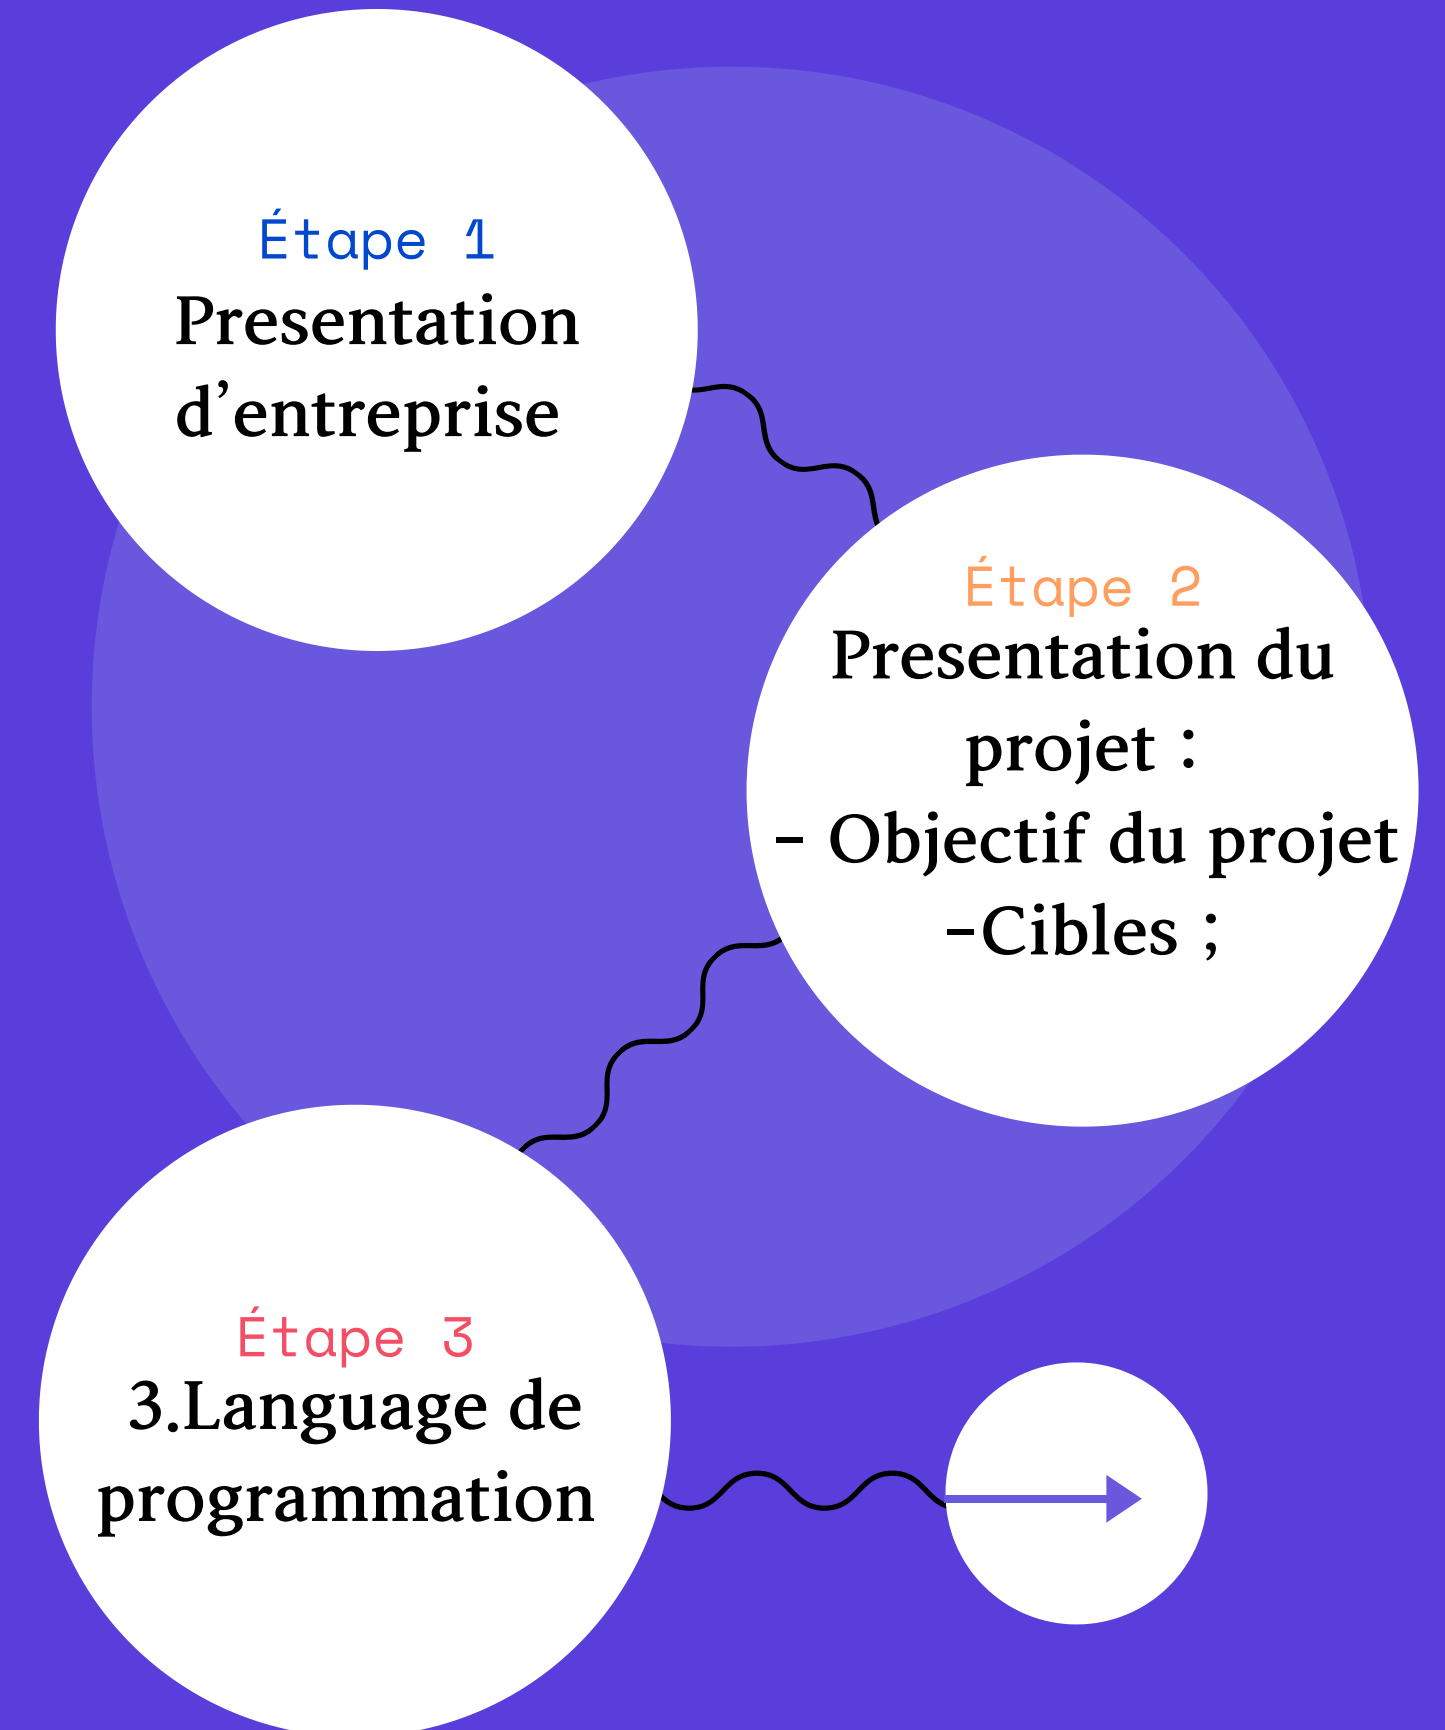 Étape 1
Presentation
d’entreprise
Étape 2
Presentation du
projet :
- Objectif du projet
-Cibles ;
Étape 3
3.Language de
programmation